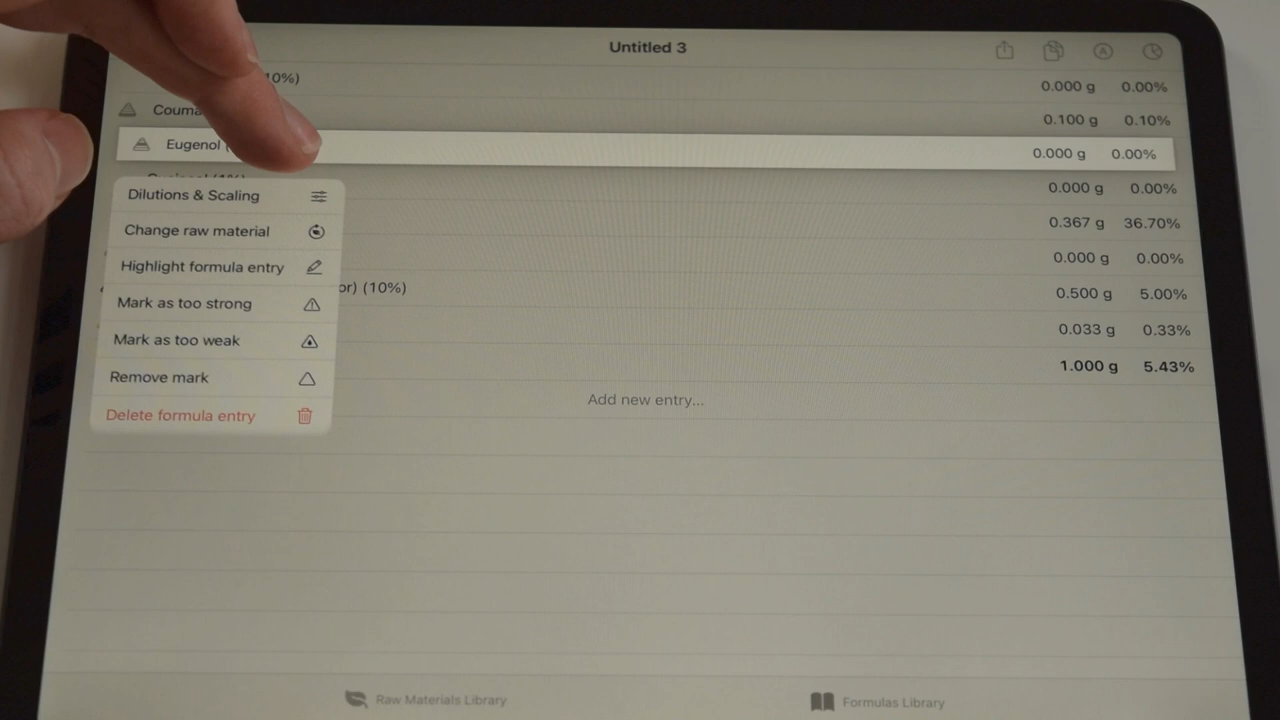 Untitled 3
10%) 0.000 g 0.00%
Couma 0.100 g 0.10%
Eugenol ( 0.000 g 0.00%
0.000 g 0.00%
Dilutions & Scaling
Change raw material 0.367 g 36.70%
Highlight formula entry 0.000 g 0.00%
or) (10%) 0.500 g 5.00%
Mark as too strong
Mark as too weak 0.033 g 0.33%
Remove mark 1.000 g 5.43%
Add new entry...
Delete formula entry
Raw Materials Library Formulas Library